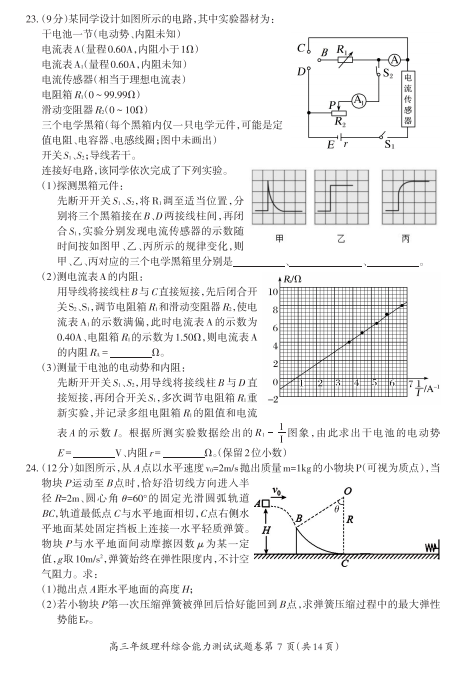 23.(9分)某同学设计如图所示的电路,其中实验器材为:
干电池一节(电动势、内阻未知)
电流表A(量程0.60A,内阻小于1Ω)
电流表A₁(量程0.60A,内阻未知)
电流传感器(相当于理想电流表)
电阻箱R₁(0~99.99Ω)
滑动变阻器R₂(0~10Ω)
三个电学黑箱(每个黑箱内仅一只电学元件,可能是定
值电阻、电容器、电感线圈;图中未画出)
开关S₁、S₂;导线若干。
连接好电路,该同学依次完成了下列实验。
C
B R₁ A
D S₂
电流传感器
A₁
P
R₂
E r S₁
(1)探测黑箱元件:
先断开开关S₁、S₂,将R₁调至适当位置,分
别将三个黑箱接在B、D两接线柱间,再闭
合S₁,实验分别发现电流传感器的示数随
时间按如图甲、乙、丙所示的规律变化,则
甲、乙、丙对应的三个电学黑箱里分别是、、。
甲 乙 丙
(2)测电流表A的内阻:
用导线将接线柱B与C直接短接,先后闭合开
关S₂、S₁,调节电阻箱R₁和滑动变阻器R₂,使电
流表A₁的示数满偏,此时电流表A的示数为
0.40A、电阻箱R₁的示数为1.50Ω,则电流表A
的内阻RA=Ω。
R/Ω
10
8
6
4
2
0 1 2 3 4 5 6 7 1/I /A⁻¹
-2
(3)测量干电池的电动势和内阻:
先断开开关S₁、S₂,用导线将接线柱B与D直
接短接,再闭合开关S₁,多次调节电阻箱R₁重
新实验,并记录多组电阻箱R₁的阻值和电流
表A的示数I。根据所测实验数据绘出的R₁-1/I图象,由此求出干电池的电动势
E=V、内阻r=Ω。(保留2位小数)
24.(12分)如图所示,从A点以水平速度v₀=2m/s抛出质量m=1kg的小物块P(可视为质点),当
物块P运动至B点时,恰好沿切线方向进入半
径R=2m、圆心角θ=60°的固定光滑圆弧轨道
BC,轨道最低点C与水平地面相切,C点右侧水
平地面某处固定挡板上连接一水平轻质弹簧。
物块P与水平地面间动摩擦因数μ为某一定
值,g取10m/s²,弹簧始终在弹性限度内,不计空
气阻力。求:
v₀ O
A
θ
H B R
C
(1)抛出点A距水平地面的高度H;
(2)若小物块P第一次压缩弹簧被弹回后恰好能回到B点,求弹簧压缩过程中的最大弹性
势能Eₚ。
高三年级理科综合能力测试试题卷第7页(共14页)